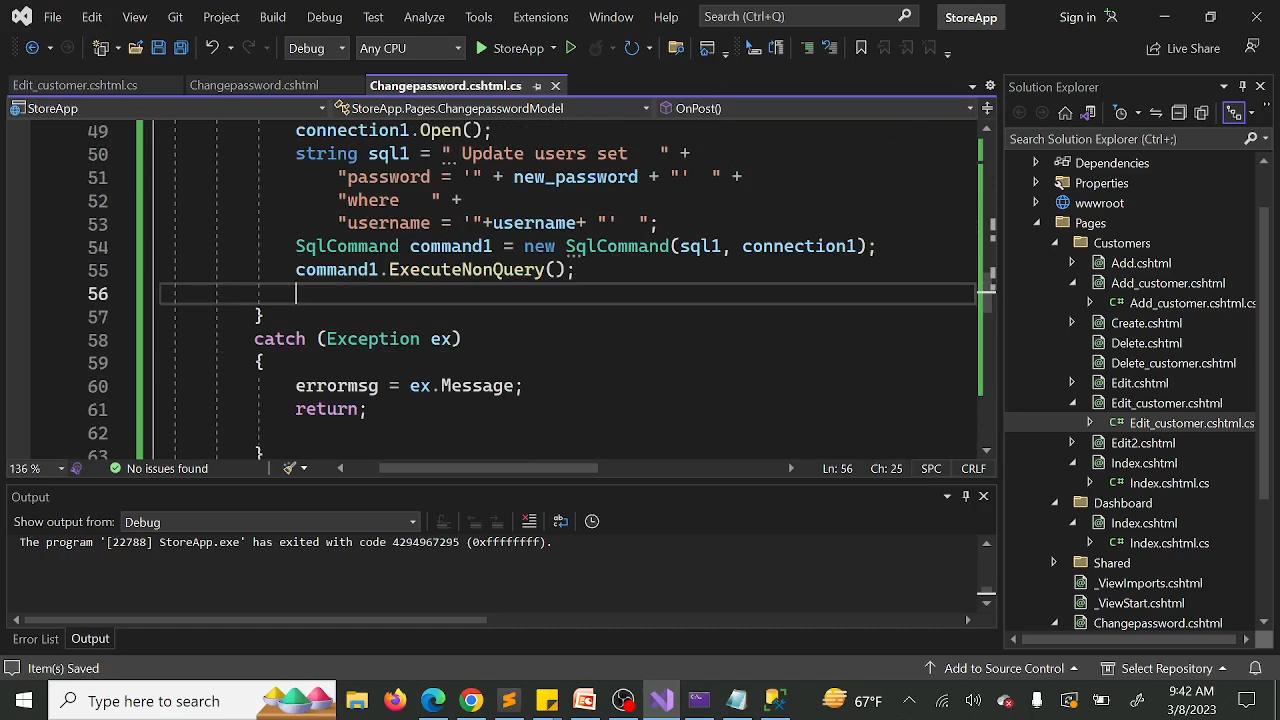 File Edit View Git Project Build Debug Test Analyze Tools Extensions Window Help Search (Ctrl+Q) StoreApp Sign in
Debug Any CPU StoreApp Live Share
Edit_customer.cshtml.cs Changepassword.cshtml Changepassword.cshtml.cs
StoreApp StoreApp.Pages.ChangepasswordModel OnPost()
49 connection1.Open();
50 string sql1 = " Update users set   " +
51 "password = '" + new_password + "'  " +
52 "where   " +
53 "username = '"+username+ "'  ";
54 SqlCommand command1 = new SqlCommand(sql1, connection1);
55 command1.ExecuteNonQuery();
56
57 }
58 catch (Exception ex)
59 {
60 errormsg = ex.Message;
61 return;
62
63 }
136 % No issues found Ln: 56 Ch: 25 SPC CRLF
Output
Show output from: Debug
The program '[22788] StoreApp.exe' has exited with code 4294967295 (0xffffffff).
Error List Output
Solution Explorer
Search Solution Explorer (Ctrl+;)
Dependencies
Properties
wwwroot
Pages
Customers
Add.cshtml
Add_customer.cshtml
C# Add_customer.cshtml.cs
Create.cshtml
Delete.cshtml
Delete_customer.cshtml
Edit.cshtml
Edit_customer.cshtml
C# Edit_customer.cshtml.cs
Edit2.cshtml
Index.cshtml
C# Index.cshtml.cs
Dashboard
Index.cshtml
C# Index.cshtml.cs
Shared
_ViewImports.cshtml
_ViewStart.cshtml
Changepassword.cshtml
Item(s) Saved Add to Source Control Select Repository
Type here to search 67°F 3:42 AM
3/8/2023